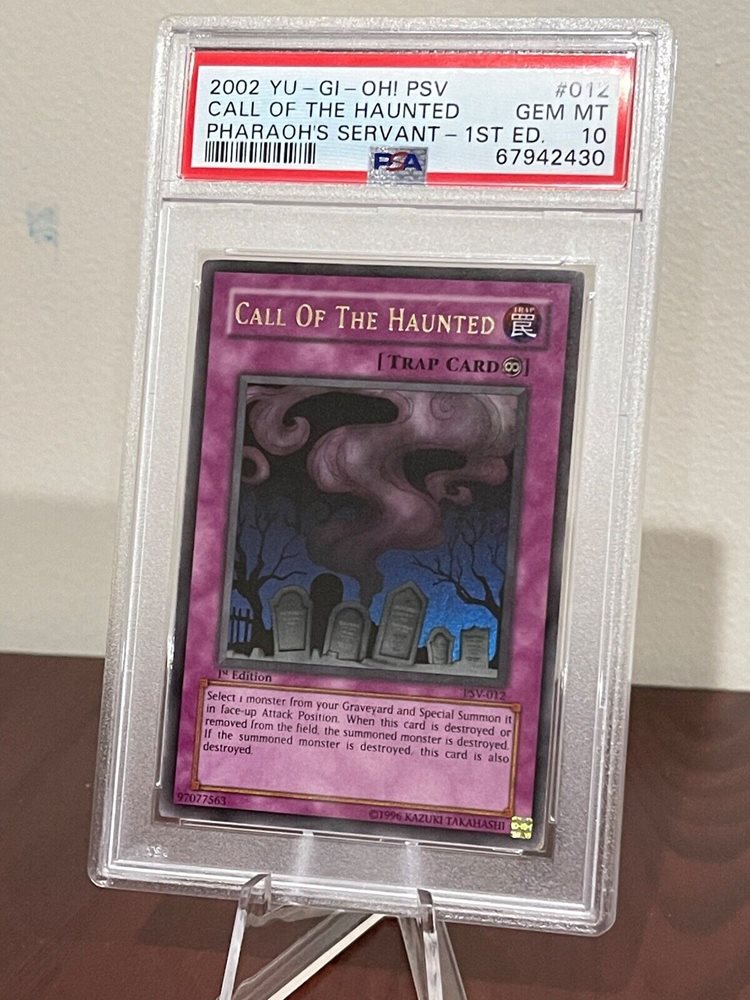 2002 YU-GI-OH! PSV #012
CALL OF THE HAUNTED GEM MT
PHARAOH'S SERVANT-1ST ED. 10
PSA 67942430
CALL OF THE HAUNTED TRAP 罠
[TRAP CARD∞]
1st Edition PSV-012
Select 1 monster from your Graveyard and Special Summon it
in face-up Attack Position. When this card is destroyed or
removed from the field, the summoned monster is destroyed.
If the summoned monster is destroyed, this card is also
destroyed.
97077563 ©1996 KAZUKI TAKAHASHI